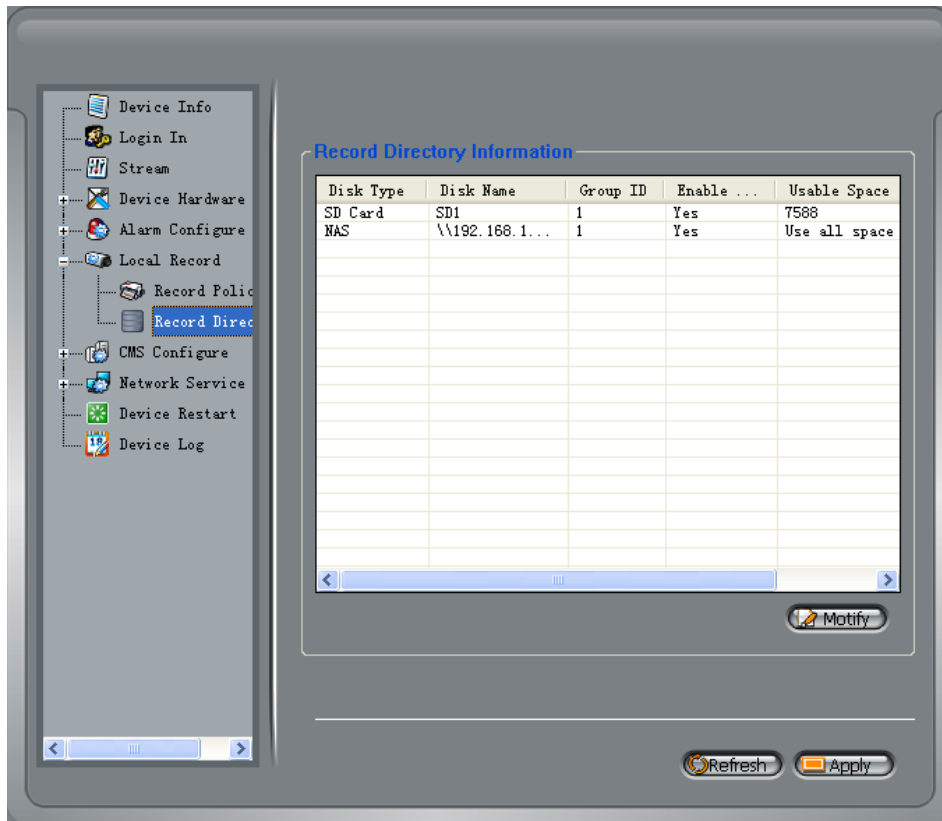 Device Info
Login In
Stream
Device Hardware
Alarm Configure
Local Record
Record Polic
Record Direc
CMS Configure
Network Service
Device Restart
Device Log
Record Directory Information
Disk Type Disk Name Group ID Enable ... Usable Space
SD Card SD1 1 Yes 7588
NAS \\192.168.1... 1 Yes Use all space
Motify
Refresh Apply